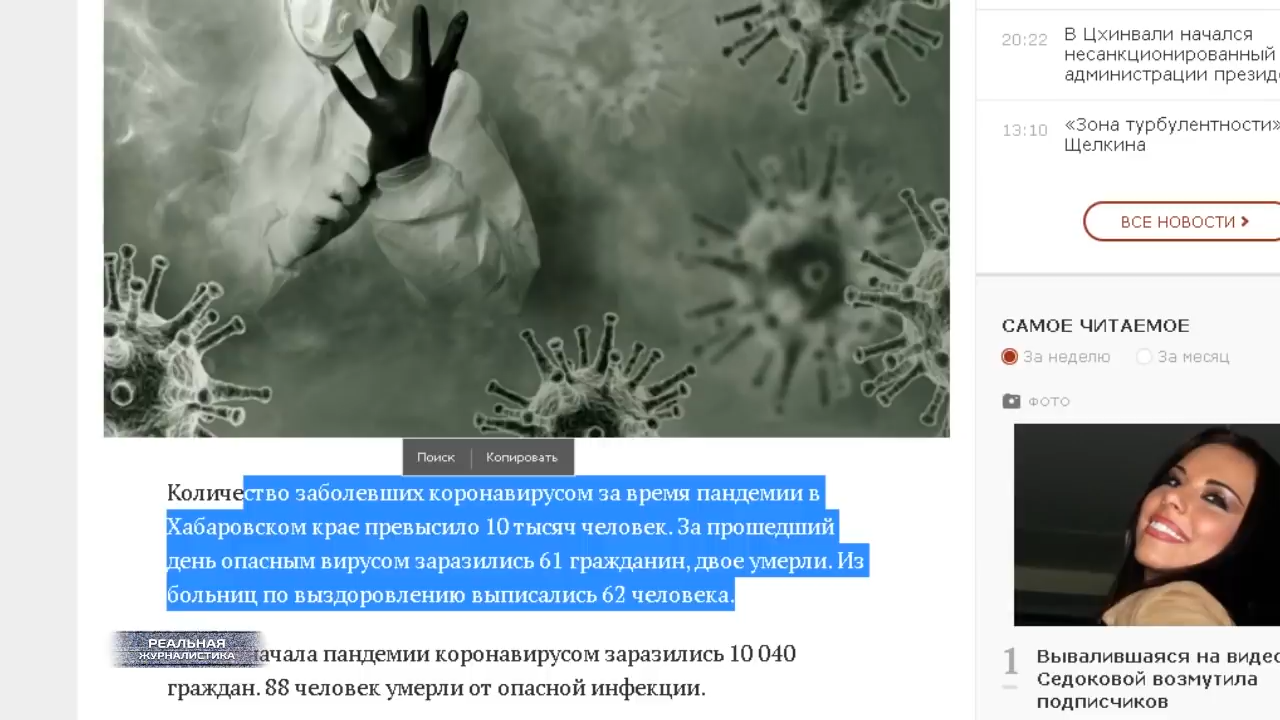 20:22
В Цхинвали начался
несанкционированный
администрации президе
13:10
«Зона турбулентности»
Щелкина
ВСЕ НОВОСТИ
САМОЕ ЧИТАЕМОЕ
За неделю За месяц
ФОТО
Поиск Копировать
Количество заболевших коронавирусом за время пандемии в
Хабаровском крае превысило 10 тысяч человек. За прошедший
день опасным вирусом заразились 61 гражданин, двое умерли. Из
больниц по выздоровлению выписались 62 человека.
РЕАЛЬНАЯ
ЖУРНАЛИСТИКА
ачала пандемии коронавирусом заразились 10 040
граждан. 88 человек умерли от опасной инфекции.
1
Вывалившаяся на видео
Седоковой возмутила
подписчиков